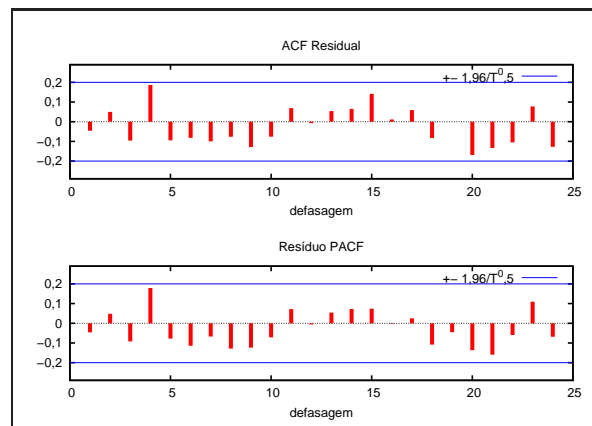 ACF Residual
+- 1,96/T^0,5
0,2
0,1
0
−0,1
−0,2
0 5 10 15 20 25
defasagem
Resíduo PACF
+- 1,96/T^0,5
0,2
0,1
0
−0,1
−0,2
0 5 10 15 20 25
defasagem